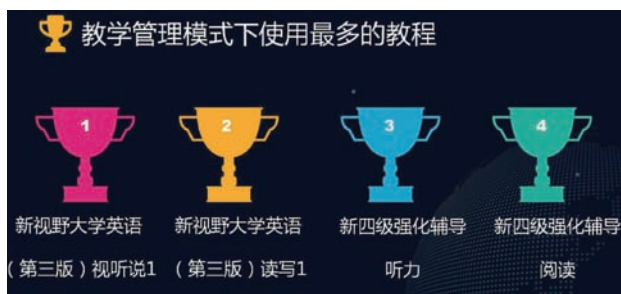 教学管理模式下使用最多的教程
1 2 3 4
新视野大学英语 新视野大学英语 新四级强化辅导 新四级强化辅导
（第三版）视听说1 （第三版）读写1 听力 阅读